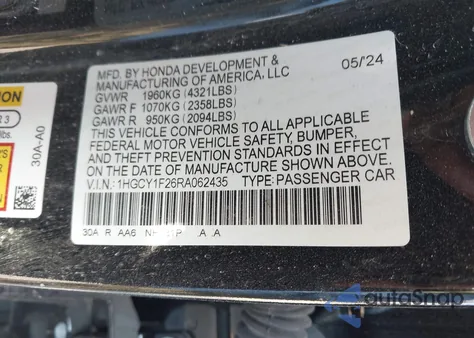 MFD. BY HONDA DEVELOPMENT &
MANUFACTURING OF AMERICA, LLC
05/24
GVWR 1960KG (4321LBS)
GAWR F 1070KG (2358LBS)
GAWR R 950KG (2094LBS)
THIS VEHICLE CONFORMS TO ALL APPLICABLE
FEDERAL MOTOR VEHICLE SAFETY, BUMPER,
AND THEFT PREVENTION STANDARDS IN EFFECT
ON THE DATE OF MANUFACTURE SHOWN ABOVE.
V.I.N.: 1HGCY1F26RA062435 TYPE: PASSENGER CAR
30A
30A-A0
lbs.
autoSnap